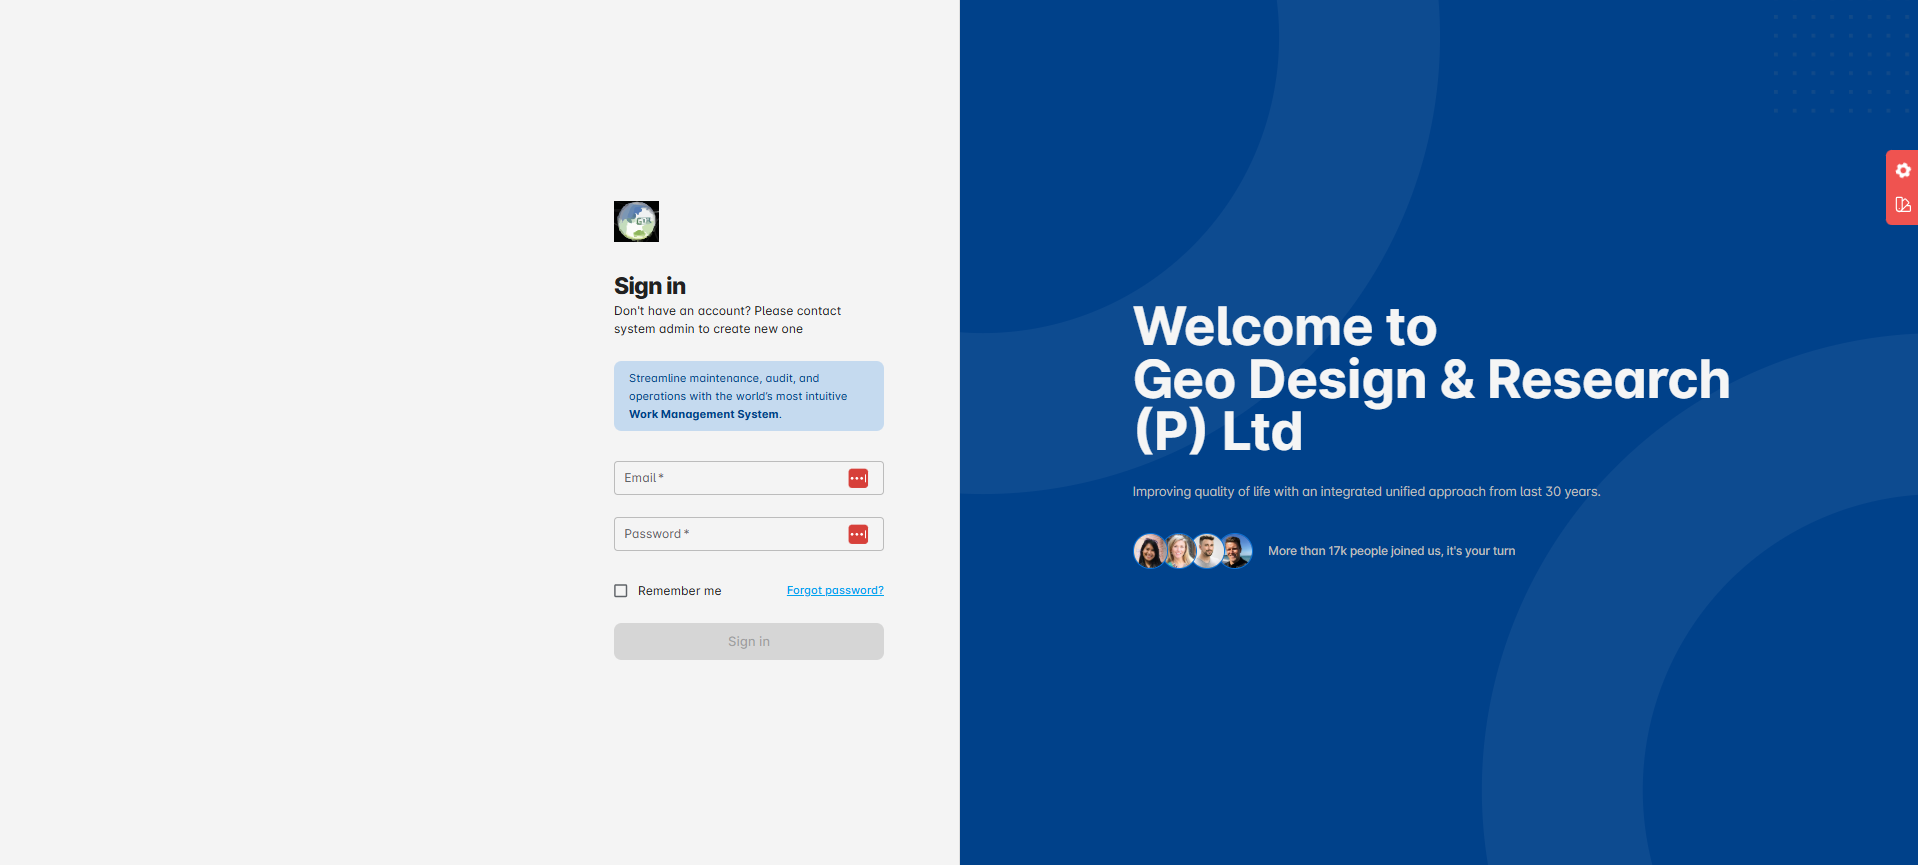 Sign in
Don't have an account? Please contact
system admin to create new one
Streamline maintenance, audit, and
operations with the world's most intuitive
Work Management System.
Email *
Password *
Remember me
Forgot password?
Sign in
Welcome to
Geo Design & Research
(P) Ltd
Improving quality of life with an integrated unified approach from last 30 years.
More than 17k people joined us, it's your turn